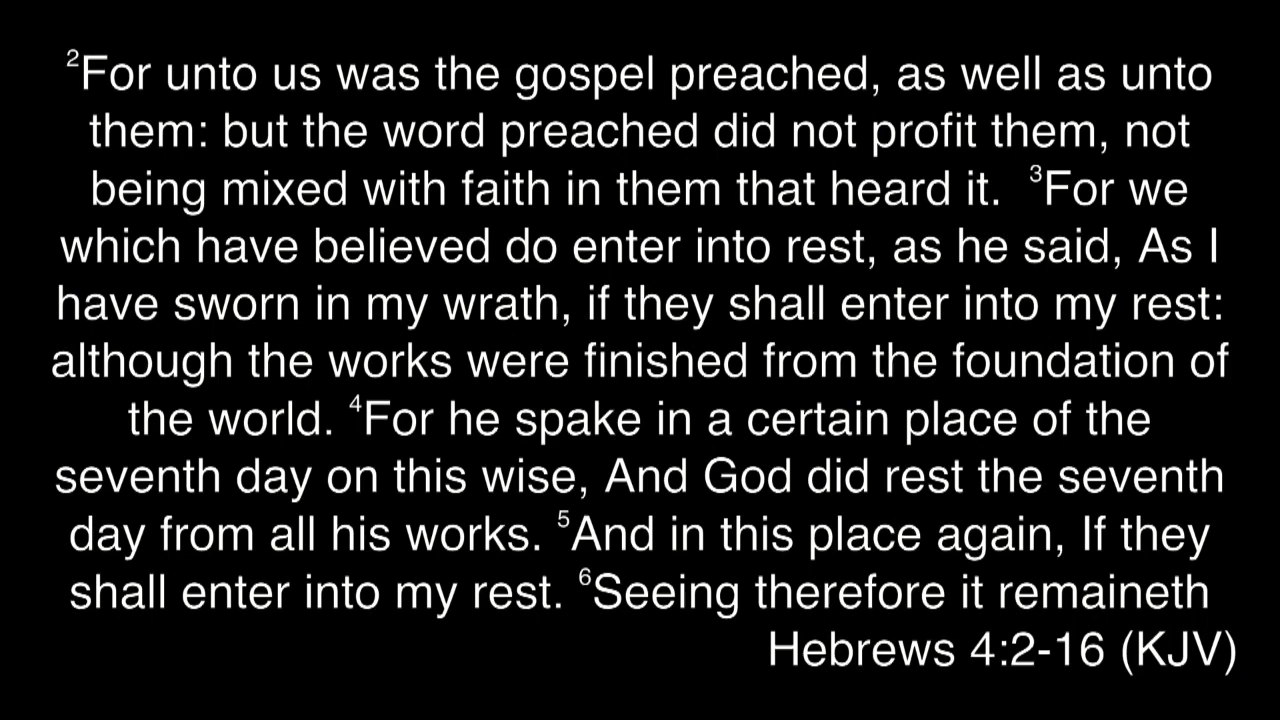 ²For unto us was the gospel preached, as well as unto
them: but the word preached did not profit them, not
being mixed with faith in them that heard it. ³For we
which have believed do enter into rest, as he said, As I
have sworn in my wrath, if they shall enter into my rest:
although the works were finished from the foundation of
the world. ⁴For he spake in a certain place of the
seventh day on this wise, And God did rest the seventh
day from all his works. ⁵And in this place again, If they
shall enter into my rest. ⁶Seeing therefore it remaineth
Hebrews 4:2-16 (KJV)